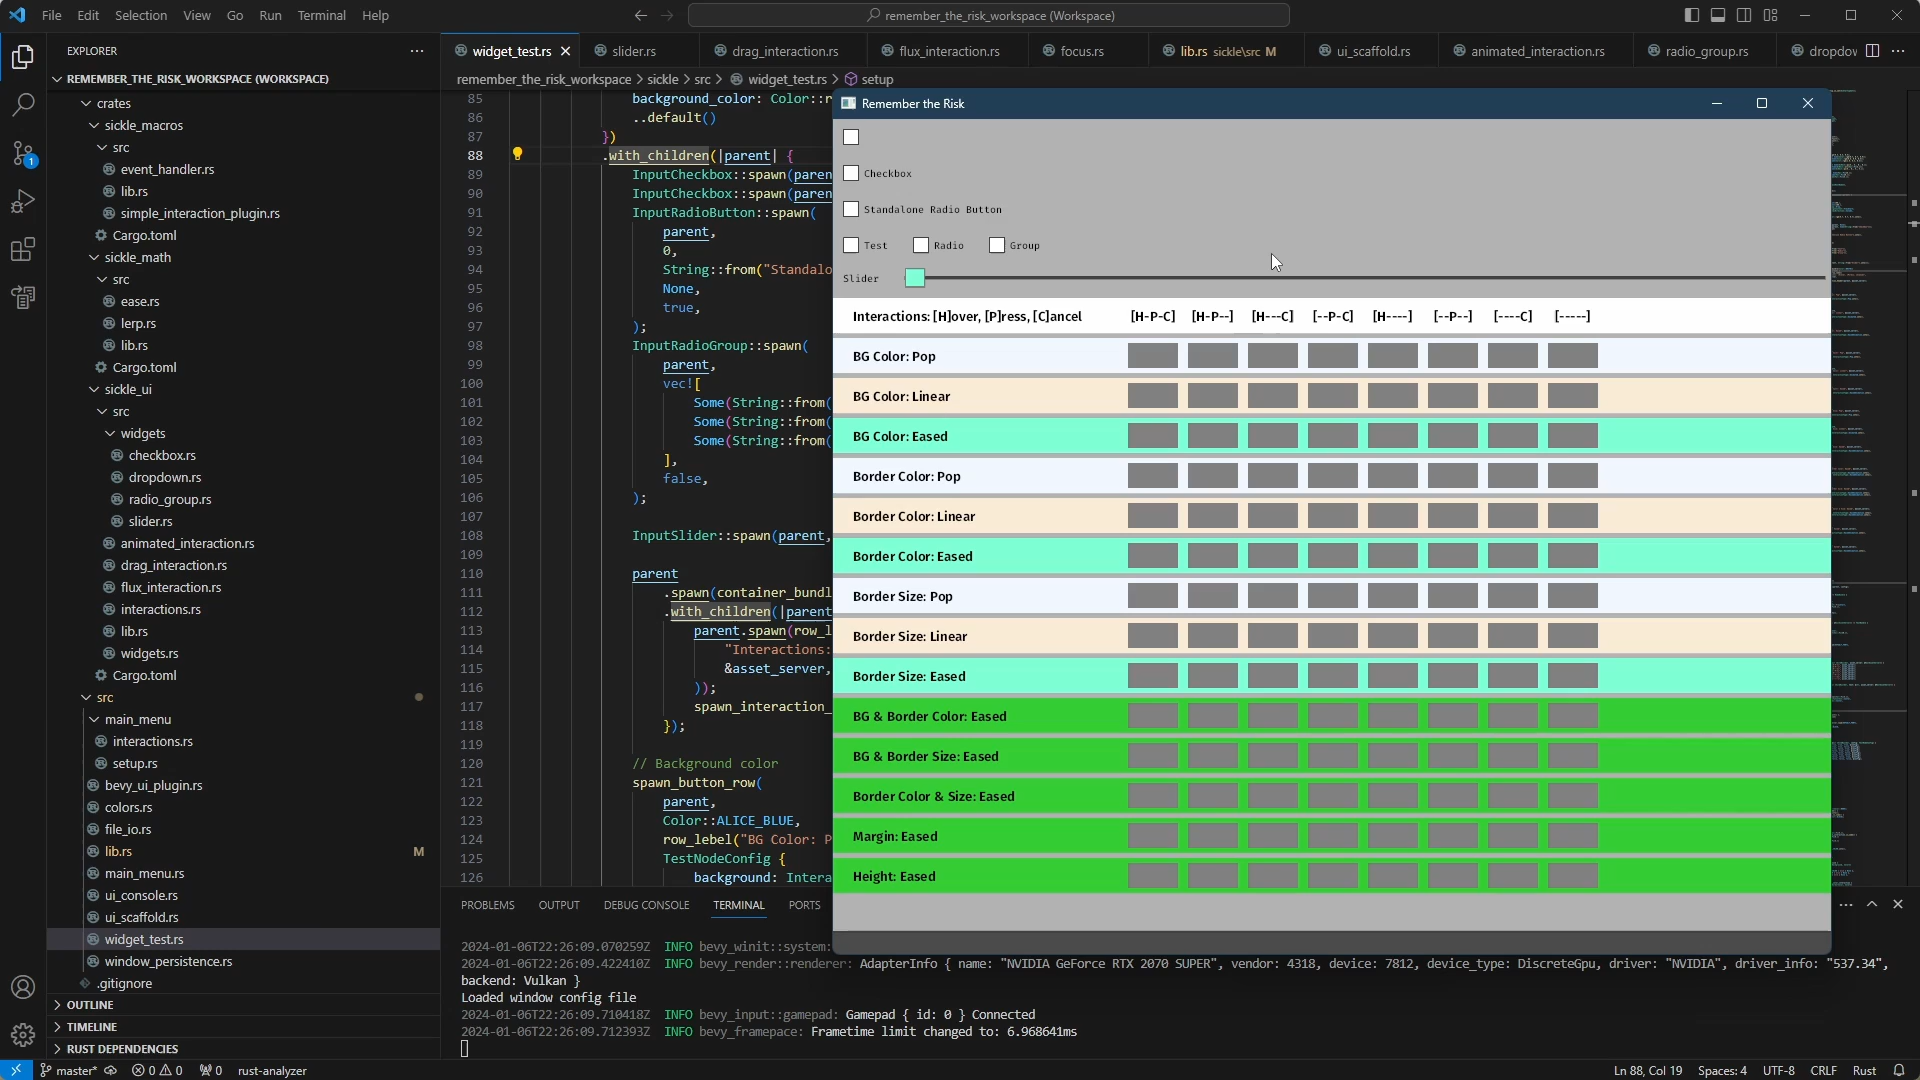 File Edit Selection View Go Run Terminal Help
remember_the_risk_workspace (Workspace)
EXPLORER
REMEMBER_THE_RISK_WORKSPACE (WORKSPACE)
crates
sickle_macros
src
event_handler.rs
lib.rs
simple_interaction_plugin.rs
Cargo.toml
sickle_math
src
ease.rs
lerp.rs
lib.rs
Cargo.toml
sickle_ui
src
widgets
checkbox.rs
dropdown.rs
radio_group.rs
slider.rs
animated_interaction.rs
drag_interaction.rs
flux_interaction.rs
interactions.rs
lib.rs
widgets.rs
Cargo.toml
src
main_menu
interactions.rs
setup.rs
bevy_ui_plugin.rs
colors.rs
file_io.rs
lib.rs M
main_menu.rs
ui_console.rs
ui_scaffold.rs
widget_test.rs
window_persistence.rs
.gitignore
OUTLINE
TIMELINE
RUST DEPENDENCIES
1
widget_test.rs slider.rs drag_interaction.rs flux_interaction.rs focus.rs lib.rs sickle\src M ui_scaffold.rs animated_interaction.rs radio_group.rs dropdov
remember_the_risk_workspace > sickle > src > widget_test.rs > setup
85 background_color: Color::r
86 ..default()
87 })
88 .with_children(|parent| {
89 InputCheckbox::spawn(paren
90 InputCheckbox::spawn(paren
91 InputRadioButton::spawn(
92 parent,
93 0,
94 String::from("Standalo
95 None,
96 true,
97 );
98 InputRadioGroup::spawn(
99 parent,
100 vec![
101 Some(String::from(
102 Some(String::from(
103 Some(String::from(
104 ],
105 false,
106 );
107
108 InputSlider::spawn(parent,
109
110 parent
111 .spawn(container_bundl
112 .with_children(|parent
113 parent.spawn(row_l
114 "Interactions:
115 &asset_server,
116 ));
117 spawn_interaction_
118 });
119
120 // Background color
121 spawn_button_row(
122 parent,
123 Color::ALICE_BLUE,
124 row_lebel("BG Color: P
125 TestNodeConfig {
126 background: Intera
Remember the Risk
Checkbox
Standalone Radio Button
Test Radio Group
Slider
Interactions: [H]over, [P]ress, [C]ancel [H-P-C] [H-P--] [H---C] [--P-C] [H----] [--P--] [----C] [-----]
BG Color: Pop
BG Color: Linear
BG Color: Eased
Border Color: Pop
Border Color: Linear
Border Color: Eased
Border Size: Pop
Border Size: Linear
Border Size: Eased
BG & Border Color: Eased
BG & Border Size: Eased
Border Color & Size: Eased
Margin: Eased
Height: Eased
PROBLEMS OUTPUT DEBUG CONSOLE TERMINAL PORTS
2024-01-06T22:26:09.070259Z INFO bevy_winit::system:
2024-01-06T22:26:09.422410Z INFO bevy_render::renderer: AdapterInfo { name: "NVIDIA GeForce RTX 2070 SUPER", vendor: 4318, device: 7812, device_type: DiscreteGpu, driver: "NVIDIA", driver_info: "537.34",
backend: Vulkan }
Loaded window config file
2024-01-06T22:26:09.710418Z INFO bevy_input::gamepad: Gamepad { id: 0 } Connected
2024-01-06T22:26:09.712393Z INFO bevy_framepace: Frametime limit changed to: 6.968641ms
master* 0 0 0 rust-analyzer Ln 88, Col 19 Spaces: 4 UTF-8 CRLF Rust